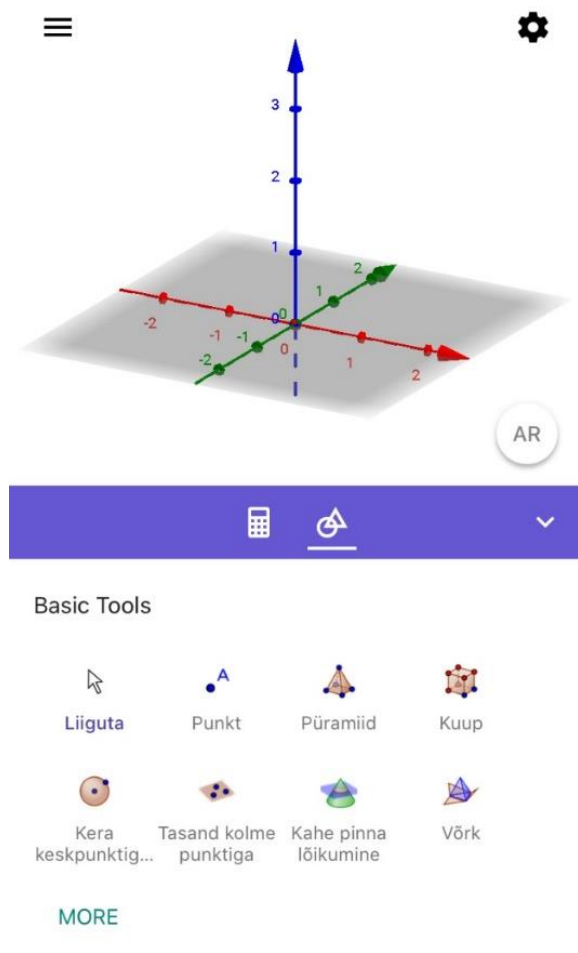 3
2
1
0
0
0
-2
-1
1
2
-2
-1
1
2
AR
Basic Tools
A
Liiguta
Punkt
Püramiid
Kuup
Kera
keskpunktig...
Tasand kolme
punktiga
Kahe pinna
lõikumine
Võrk
MORE